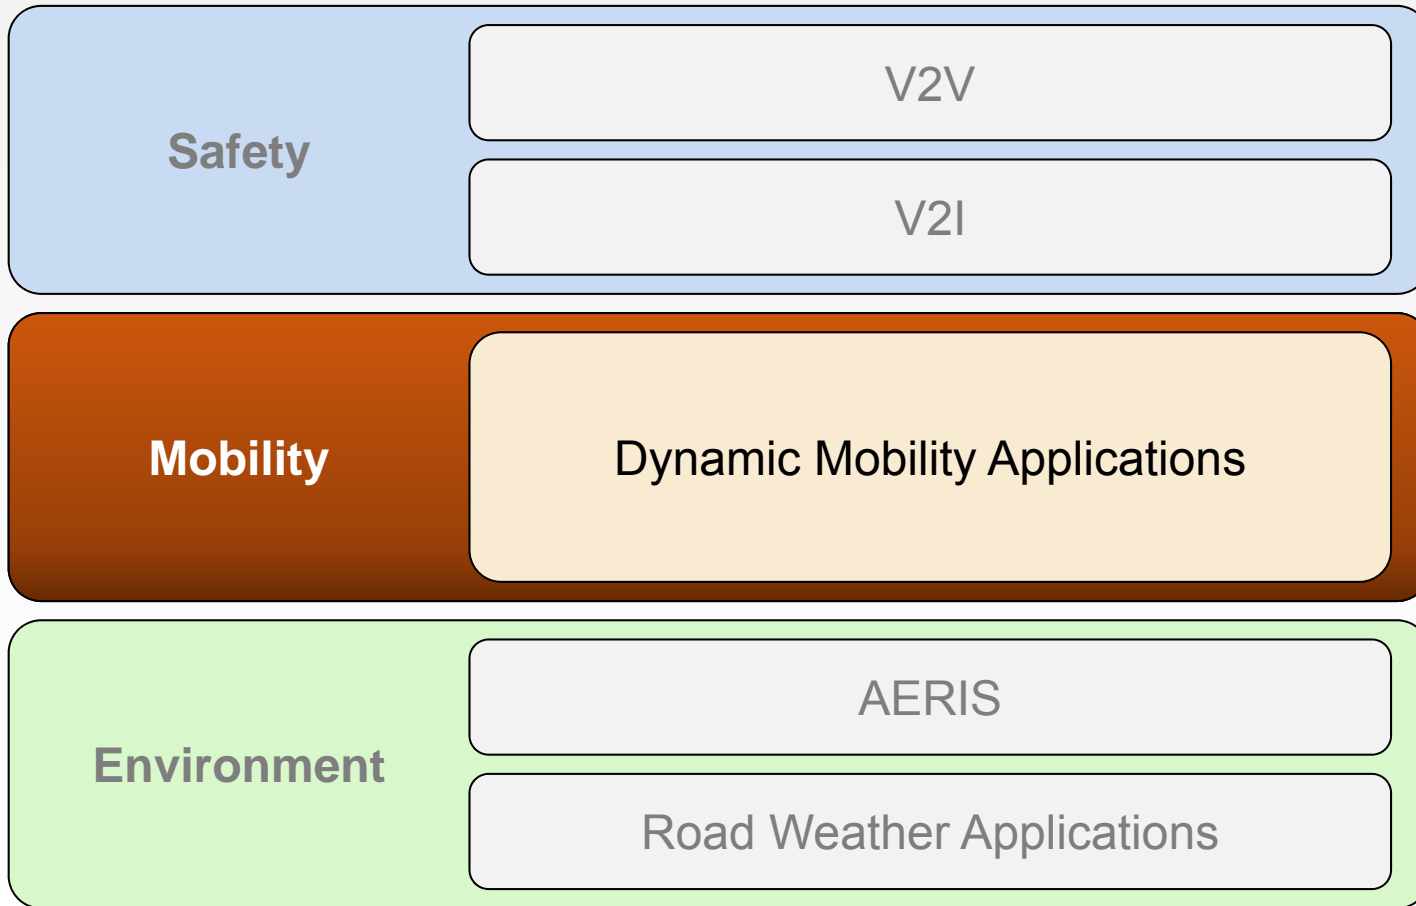 Safety
V2V
V2I
Mobility
Dynamic Mobility Applications
Environment
AERIS
Road Weather Applications